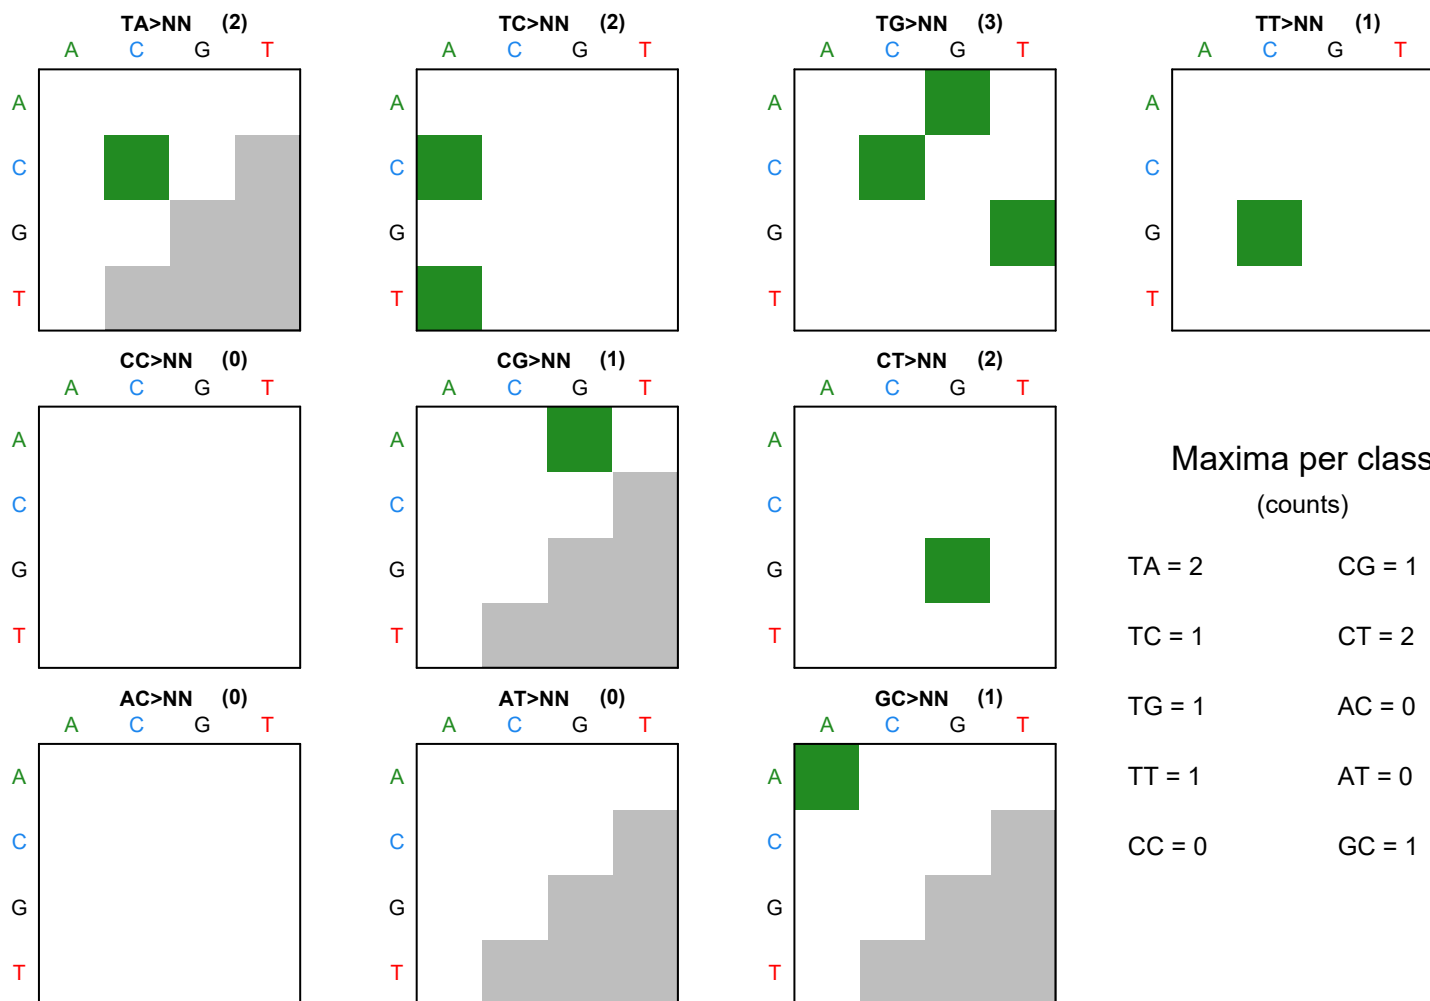 TA>NN (2)
A C G T
A
C
G
T
TC>NN (2)
A C G T
A
C
G
T
TG>NN (3)
A C G T
A
C
G
T
TT>NN (1)
A C G T
A
C
G
T
CC>NN (0)
A C G T
A
C
G
T
CG>NN (1)
A C G T
A
C
G
T
CT>NN (2)
A C G T
A
C
G
T
Maxima per class
(counts)
TA = 2 CG = 1
TC = 1 CT = 2
TG = 1 AC = 0
TT = 1 AT = 0
CC = 0 GC = 1
AC>NN (0)
A C G T
A
C
G
T
AT>NN (0)
A C G T
A
C
G
T
GC>NN (1)
A C G T
A
C
G
T